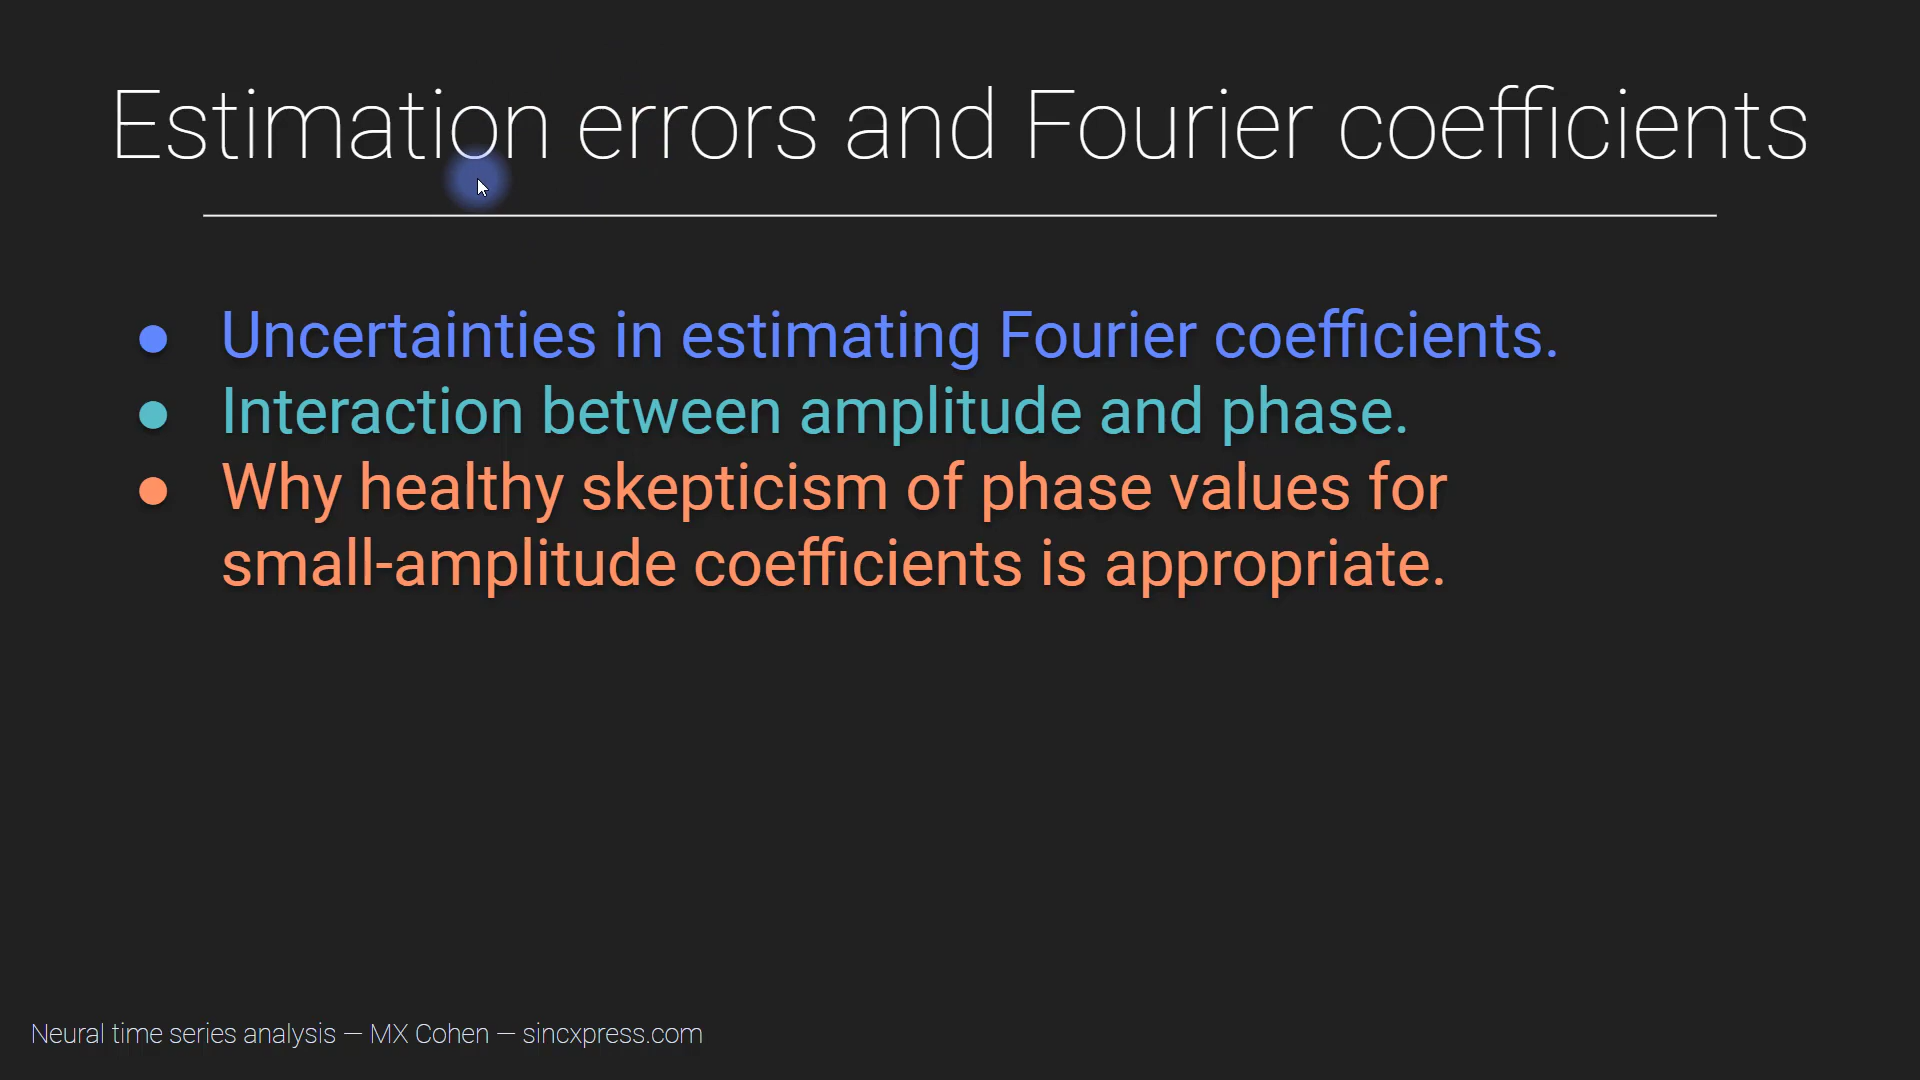 Estimation errors and Fourier coefficients
● Uncertainties in estimating Fourier coefficients.
● Interaction between amplitude and phase.
● Why healthy skepticism of phase values for
small-amplitude coefficients is appropriate.
Neural time series analysis — MX Cohen — sincxpress.com